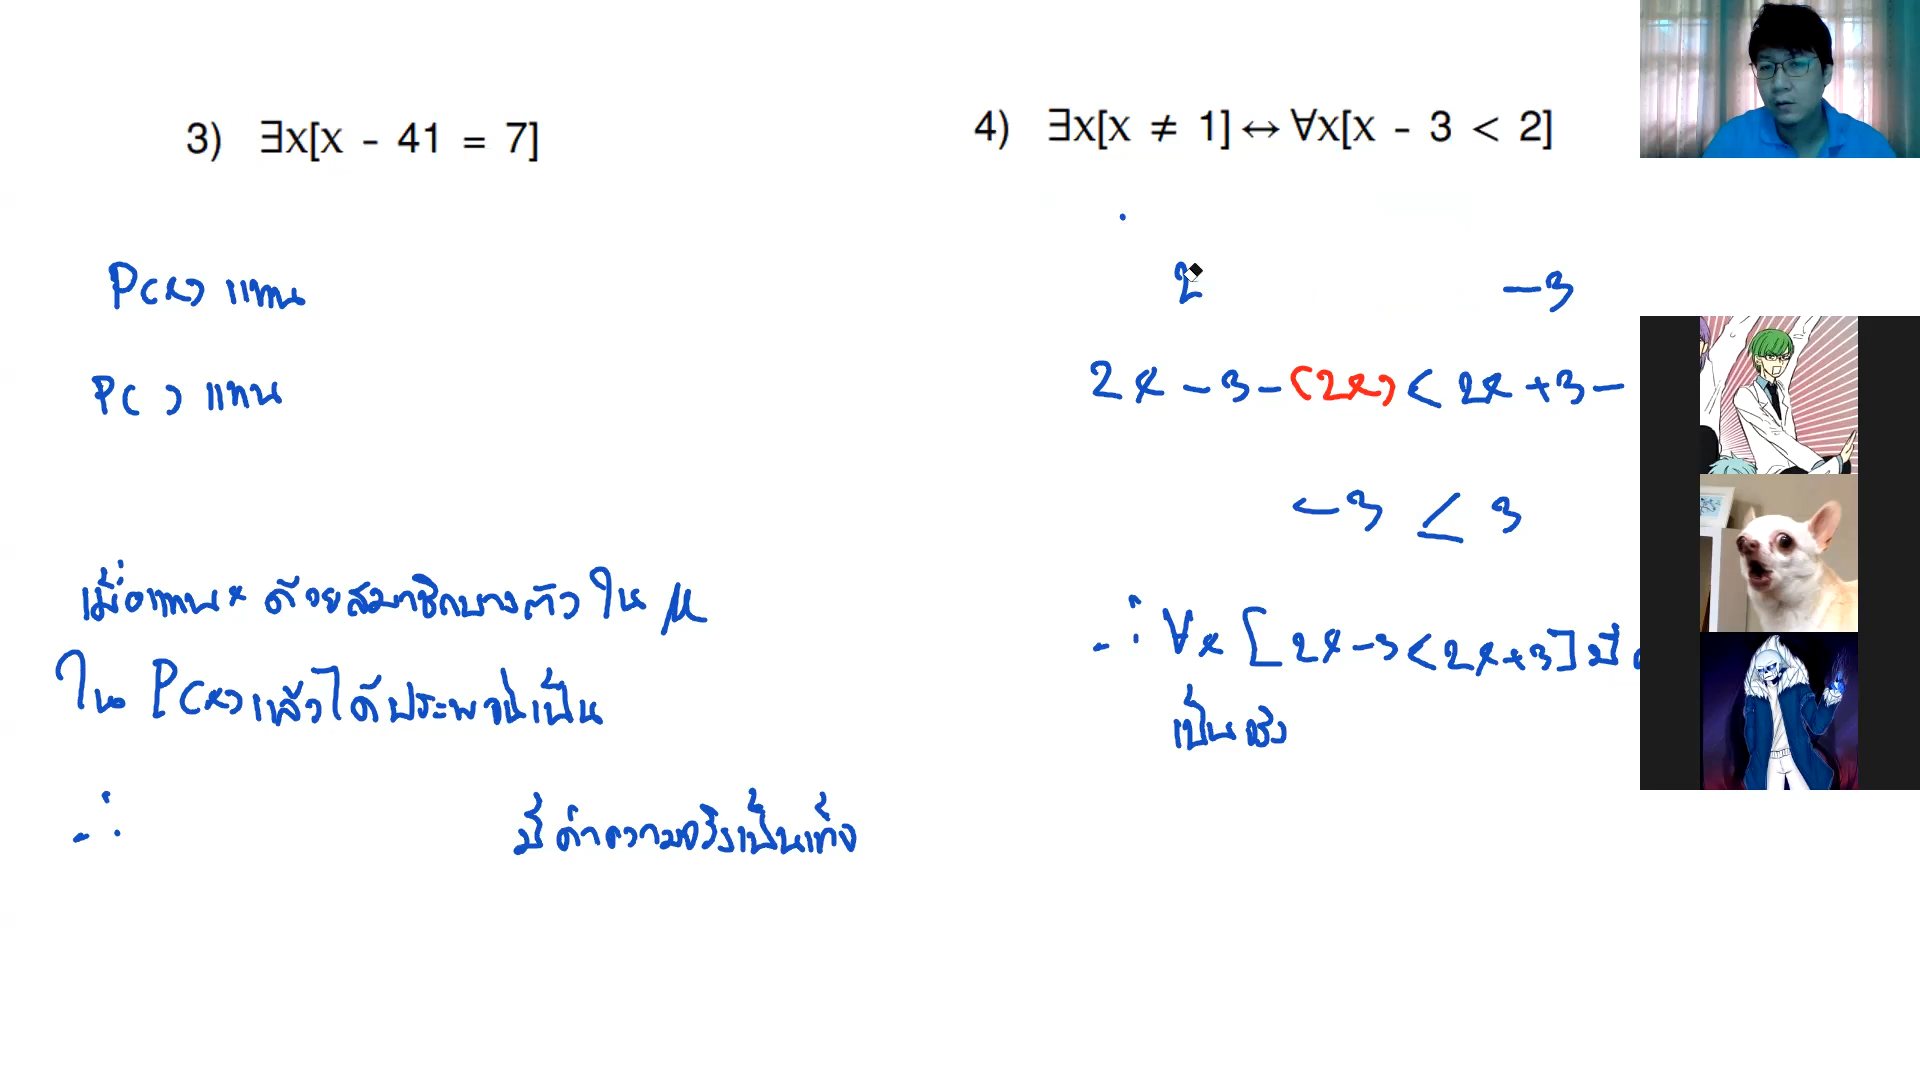 3) ∃x[x - 41 = 7]
P(x) แทน
P( ) แทน
เมื่อแทน x ด้วยสมาชิกบางตัว ใน μ
ใน P(x) แล้วได้ประพจน์เป็น
∴ มีค่าความจริงเป็นเท็จ
4) ∃x[x ≠ 1] ↔ ∀x[x - 3 < 2]
2 -3
2x - 3 - (2x) < 2x + 3 -
-3 < 3
∴ ∀x [2x - 3 < 2x + 3] มี
เป็นจริง